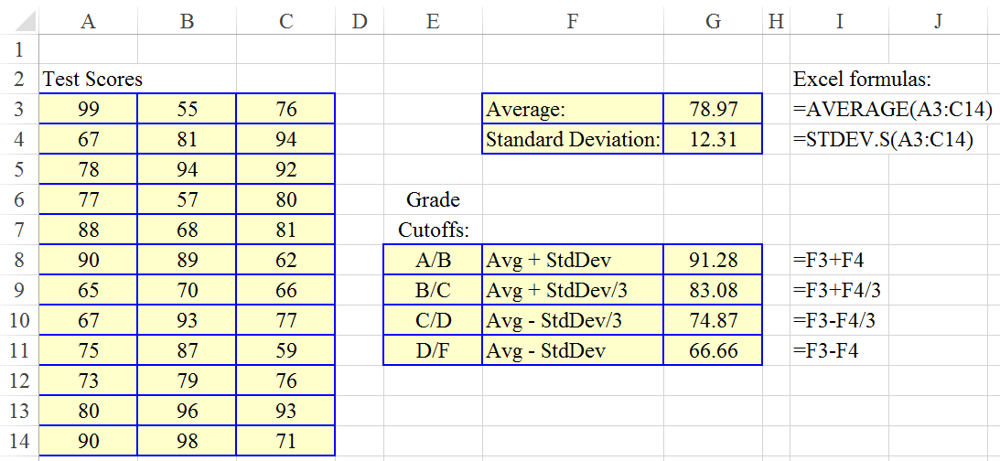 A B C D E F G H I J
1
2 Test Scores Excel formulas:
3 99 55 76 Average: 78.97 =AVERAGE(A3:C14)
4 67 81 94 Standard Deviation: 12.31 =STDEV.S(A3:C14)
5 78 94 92
6 77 57 80 Grade
7 88 68 81 Cutoffs:
8 90 89 62 A/B Avg + StdDev 91.28 =F3+F4
9 65 70 66 B/C Avg + StdDev/3 83.08 =F3+F4/3
10 67 93 77 C/D Avg - StdDev/3 74.87 =F3-F4/3
11 75 87 59 D/F Avg - StdDev 66.66 =F3-F4
12 73 79 76
13 80 96 93
14 90 98 71